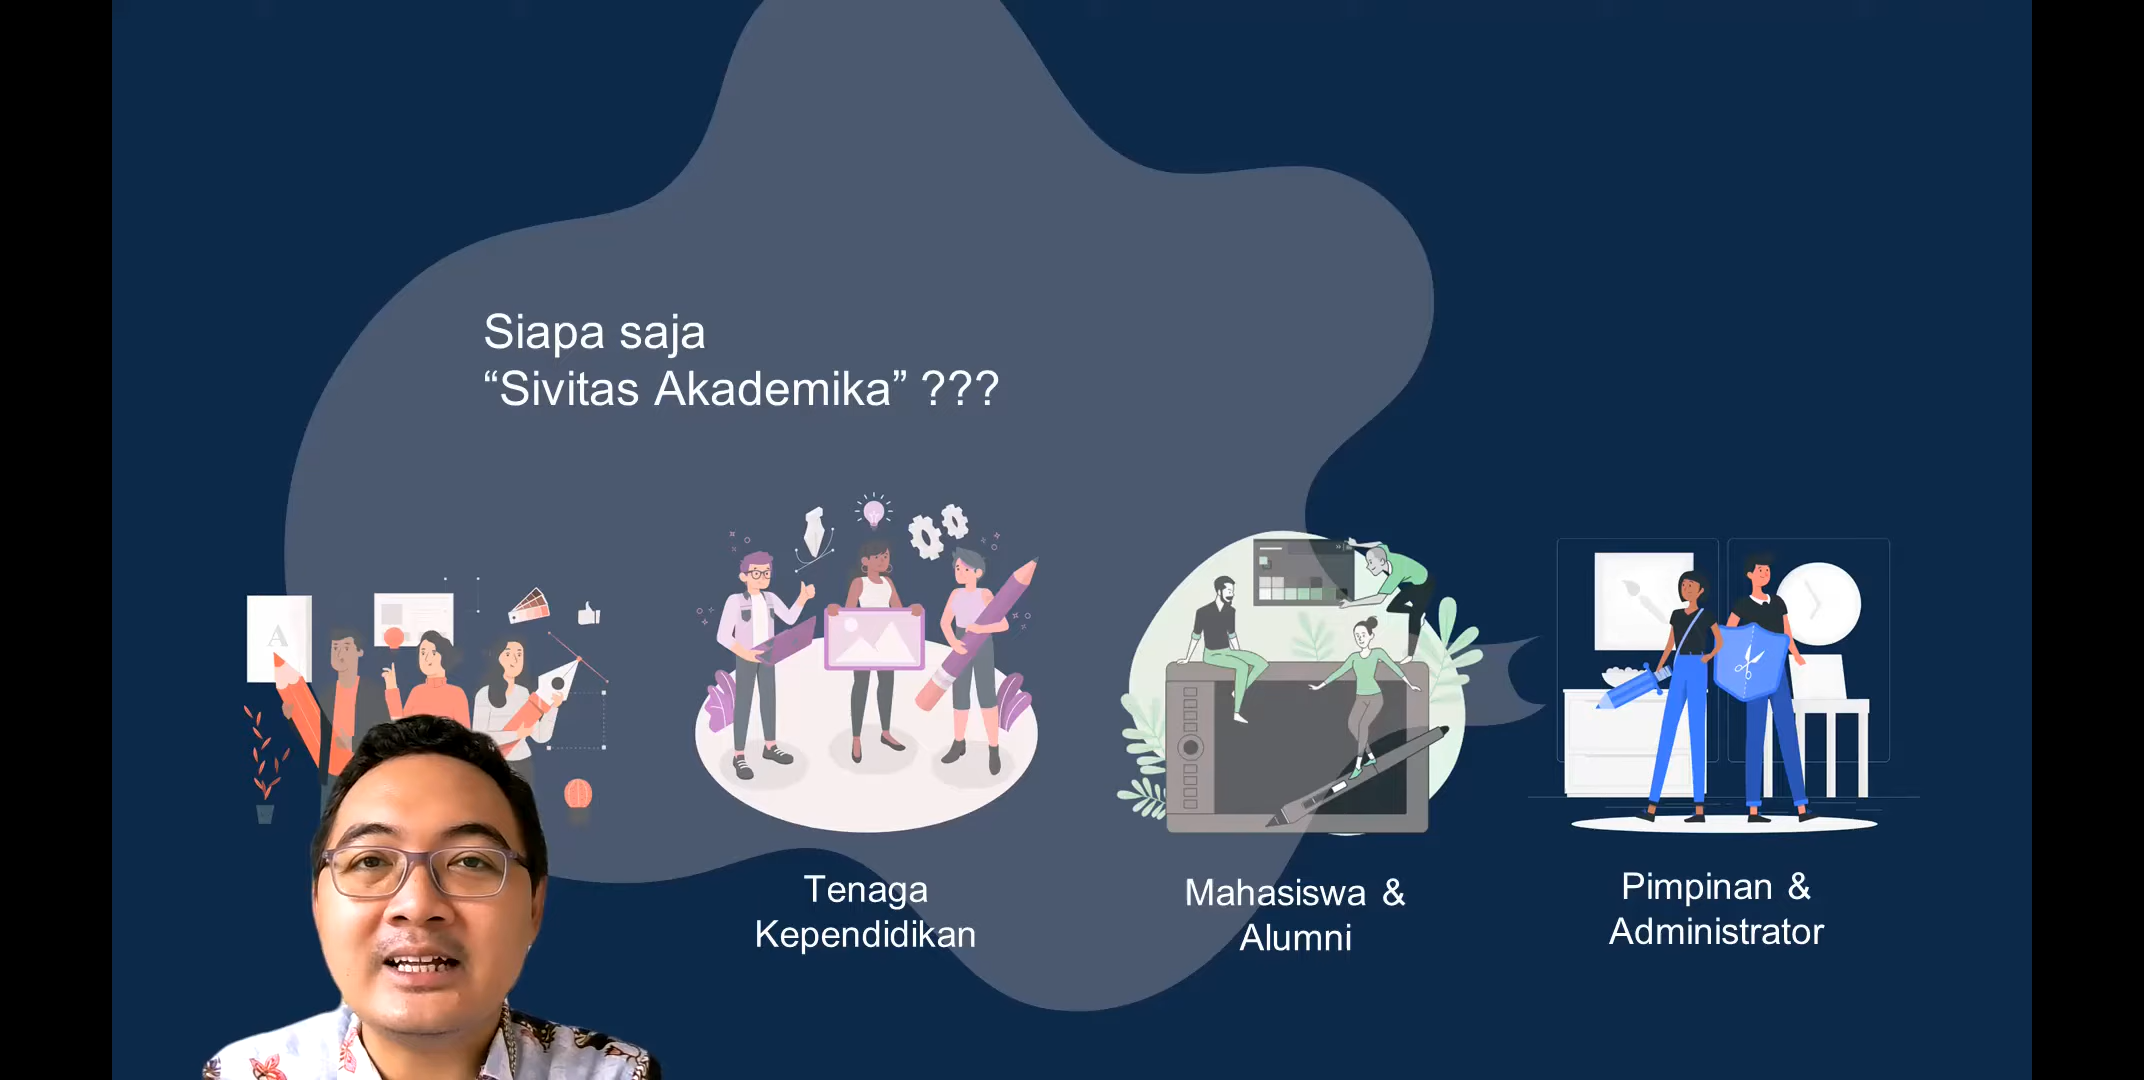 Siapa saja
“Sivitas Akademika” ???
A
Tenaga
Kependidikan
Mahasiswa &
Alumni
Pimpinan &
Administrator